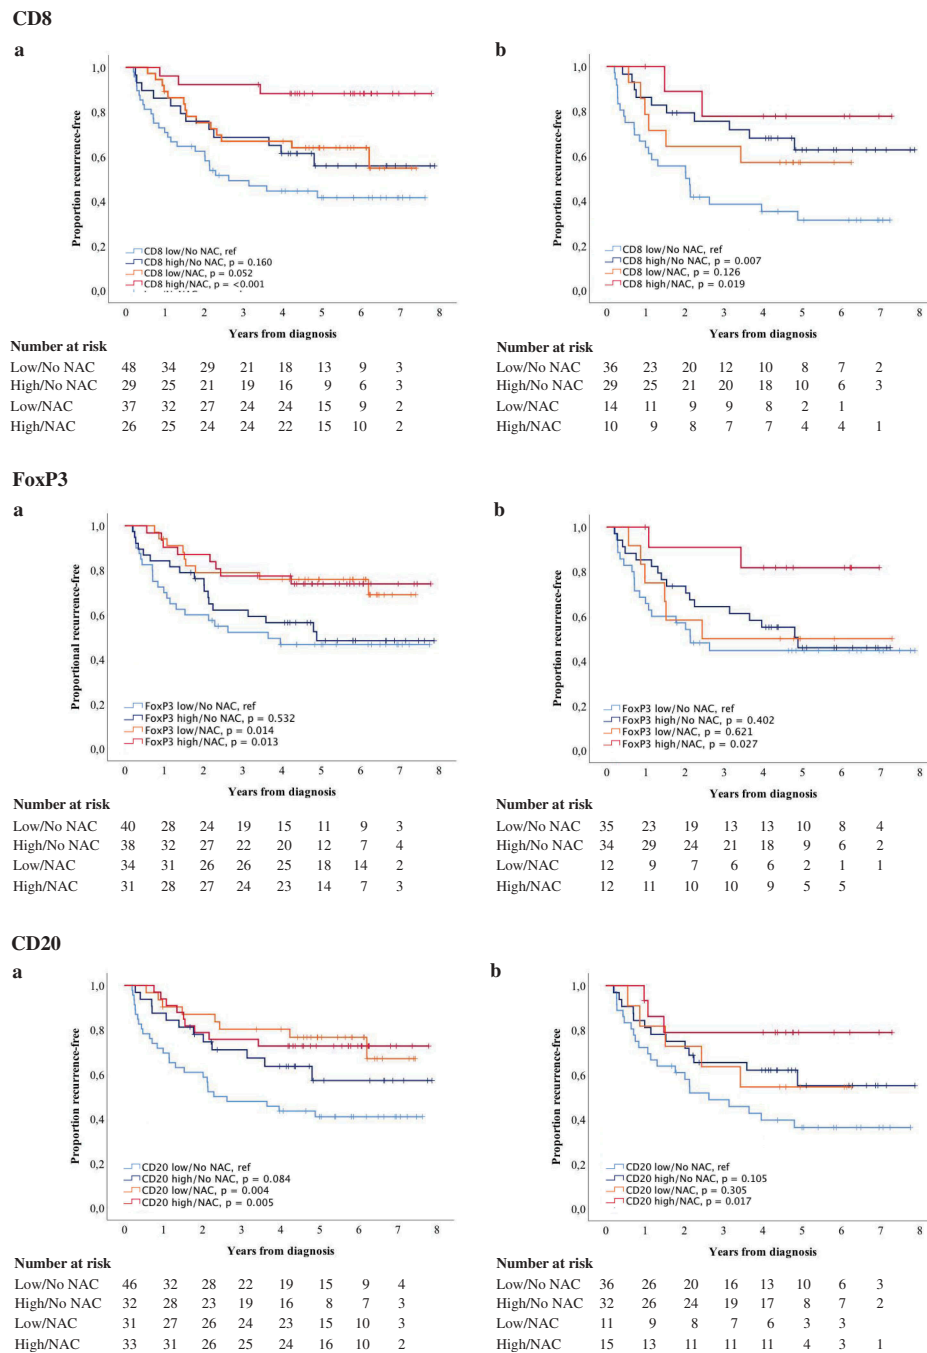 CD8
a
1,0
0,8
0,6
0,4
0,2
0,0
Proportion recurrence-free
CD8 low/No NAC, ref
CD8 high/No NAC, p = 0.160
CD8 low/NAC, p = 0.052
CD8 high/NAC, p = <0.001
0 1 2 3 4 5 6 7 8
Years from diagnosis
Number at risk
Low/No NAC 48 34 29 21 18 13 9 3
High/No NAC 29 25 21 19 16 9 6 3
Low/NAC 37 32 27 24 24 15 9 2
High/NAC 26 25 24 24 22 15 10 2
b
1,0
0,8
0,6
0,4
0,2
0,0
Proportion recurrence-free
CD8 low/No NAC, ref
CD8 high/No NAC, p = 0.007
CD8 low/NAC, p = 0.126
CD8 high/NAC, p = 0.019
0 1 2 3 4 5 6 7 8
Years from diagnosis
Number at risk
Low/No NAC 36 23 20 12 10 8 7 2
High/No NAC 29 25 21 20 18 10 6 3
Low/NAC 14 11 9 9 8 2 1
High/NAC 10 9 8 7 7 4 4 1
FoxP3
a
1,0
0,8
0,6
0,4
0,2
0,0
Proportional recurrence-free
FoxP3 low/No NAC, ref
FoxP3 high/No NAC, p = 0.532
FoxP3 low/NAC, p = 0.014
FoxP3 high/NAC, p = 0.013
0 1 2 3 4 5 6 7 8
Years from diagnosis
Number at risk
Low/No NAC 40 28 24 19 15 11 9 3
High/No NAC 38 32 27 22 20 12 7 4
Low/NAC 34 31 26 26 25 18 14 2
High/NAC 31 28 27 24 23 14 7 3
b
1,0
0,8
0,6
0,4
0,2
0,0
Proportion recurrence-free
FoxP3 low/No NAC, ref
FoxP3 high/No NAC, p = 0.402
FoxP3 low/NAC, p = 0.621
FoxP3 high/NAC, p = 0.027
0 1 2 3 4 5 6 7 8
Years from diagnosis
Number at risk
Low/No NAC 35 23 19 13 13 10 8 4
High/No NAC 34 29 24 21 18 9 6 2
Low/NAC 12 9 7 6 6 2 1 1
High/NAC 12 11 10 10 9 5 5
CD20
a
1,0
0,8
0,6
0,4
0,2
0,0
Proportion recurrence-free
CD20 low/No NAC, ref
CD20 high/No NAC, p = 0.084
CD20 low/NAC, p = 0.004
CD20 high/NAC, p = 0.005
0 1 2 3 4 5 6 7 8
Years from diagnosis
Number at risk
Low/No NAC 46 32 28 22 19 15 9 4
High/No NAC 32 28 23 19 16 8 7 3
Low/NAC 31 27 26 24 23 15 10 3
High/NAC 33 31 26 25 24 16 10 2
b
1,0
0,8
0,6
0,4
0,2
0,0
Proportion recurrence-free
CD20 low/No NAC, ref
CD20 high/No NAC, p = 0.105
CD20 low/NAC, p = 0.305
CD20 high/NAC, p = 0.017
0 1 2 3 4 5 6 7 8
Years from diagnosis
Number at risk
Low/No NAC 36 26 20 16 13 10 6 3
High/No NAC 32 26 24 19 17 8 7 2
Low/NAC 11 9 8 7 6 3 3
High/NAC 15 13 11 11 11 4 3 1